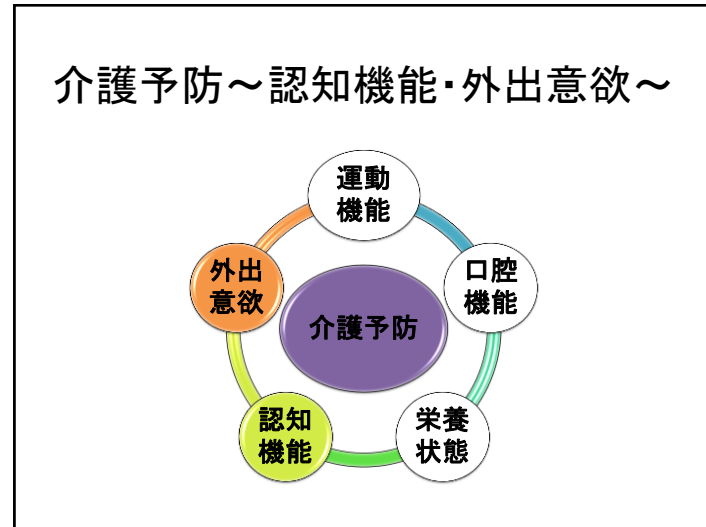 介護予防～認知機能・外出意欲～
運動
機能
外出
意欲
口腔
機能
介護予防
認知
機能
栄養
状態